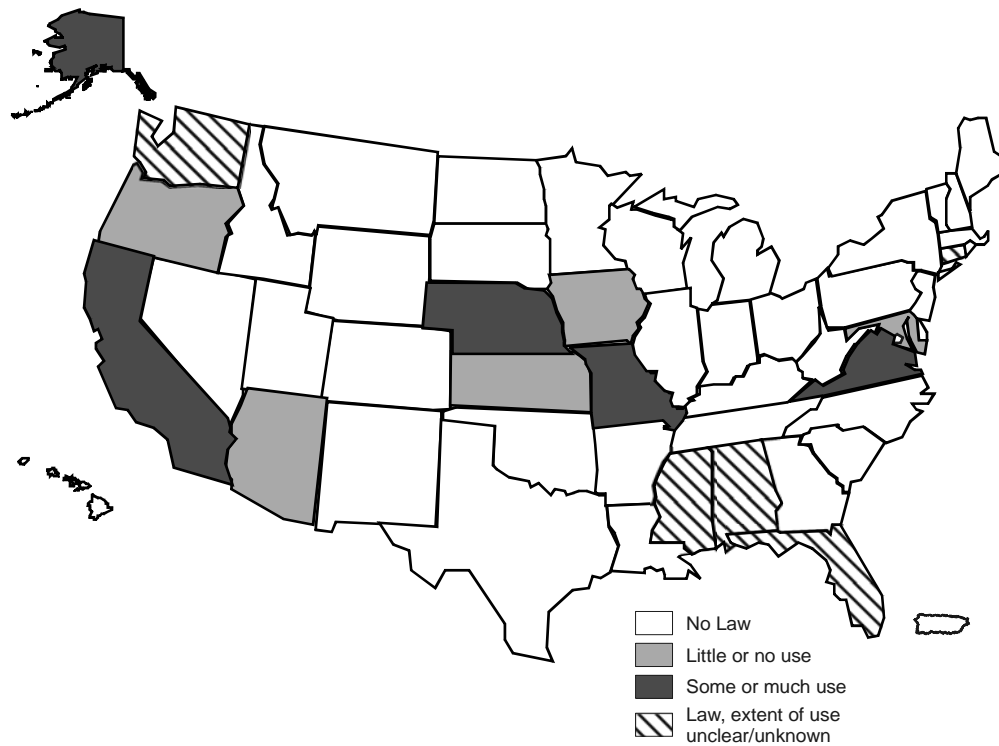 No Law
Little or no use
Some or much use
Law, extent of use
unclear/unknown